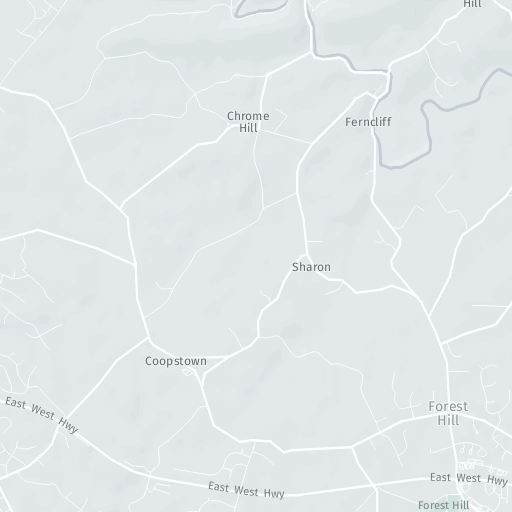 Hill
Chrome
Hill
Ferncliff
Sharon
Coopstown
East West Hwy
Forest
Hill
East West Hwy
East West Hwy
Forest Hill